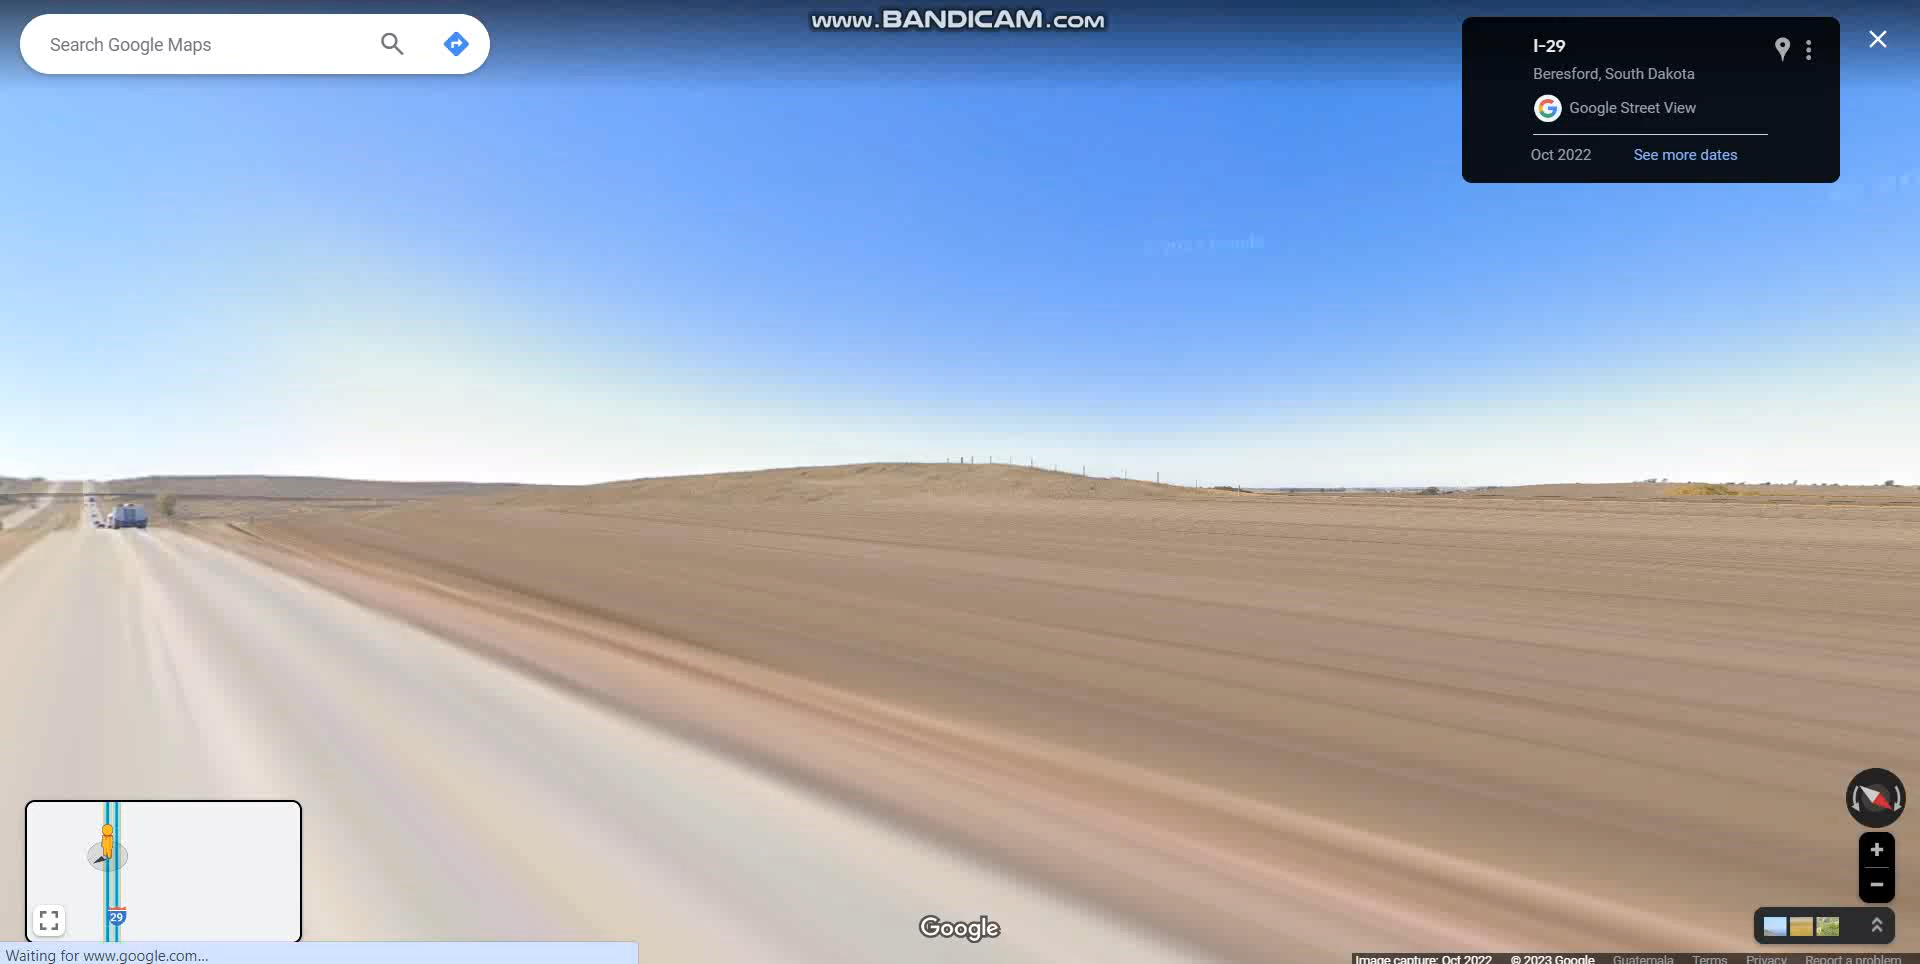 www.BANDICAM.com
Search Google Maps
I-29
Beresford, South Dakota
Google Street View
Oct 2022 See more dates
29
Google
Waiting for www.google.com...
Image capture: Oct 2022 © 2023 Google Guatemala Terms Privacy Report a problem